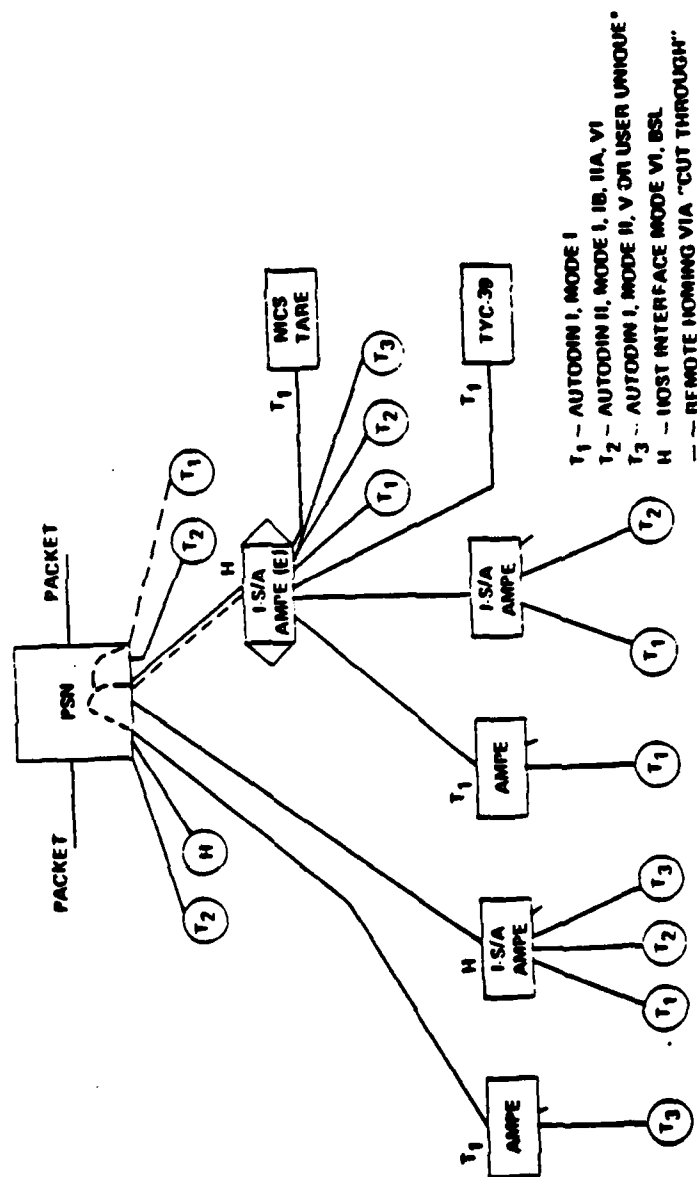 PACKET
PSN
PACKET
T2
H
T2
T1
H
I-S/A
AMPE (E)
T1
NICS
TARE
T1
T2
T3
T1
TYC-39
T1
AMPE
H
I-S/A
AMPE
T1
AMPE
I-S/A
AMPE
T3
T1
T2
T3
T1
T1
T2
T1 – AUTODIN I, MODE I
T2 – AUTODIN II, MODE I, IB, IIA, VI
T3 – AUTODIN I, MODE II, V OR USER UNIQUE*
H – HOST INTERFACE MODE VI, BSL
– – REMOTE HOMING VIA "CUT THROUGH"